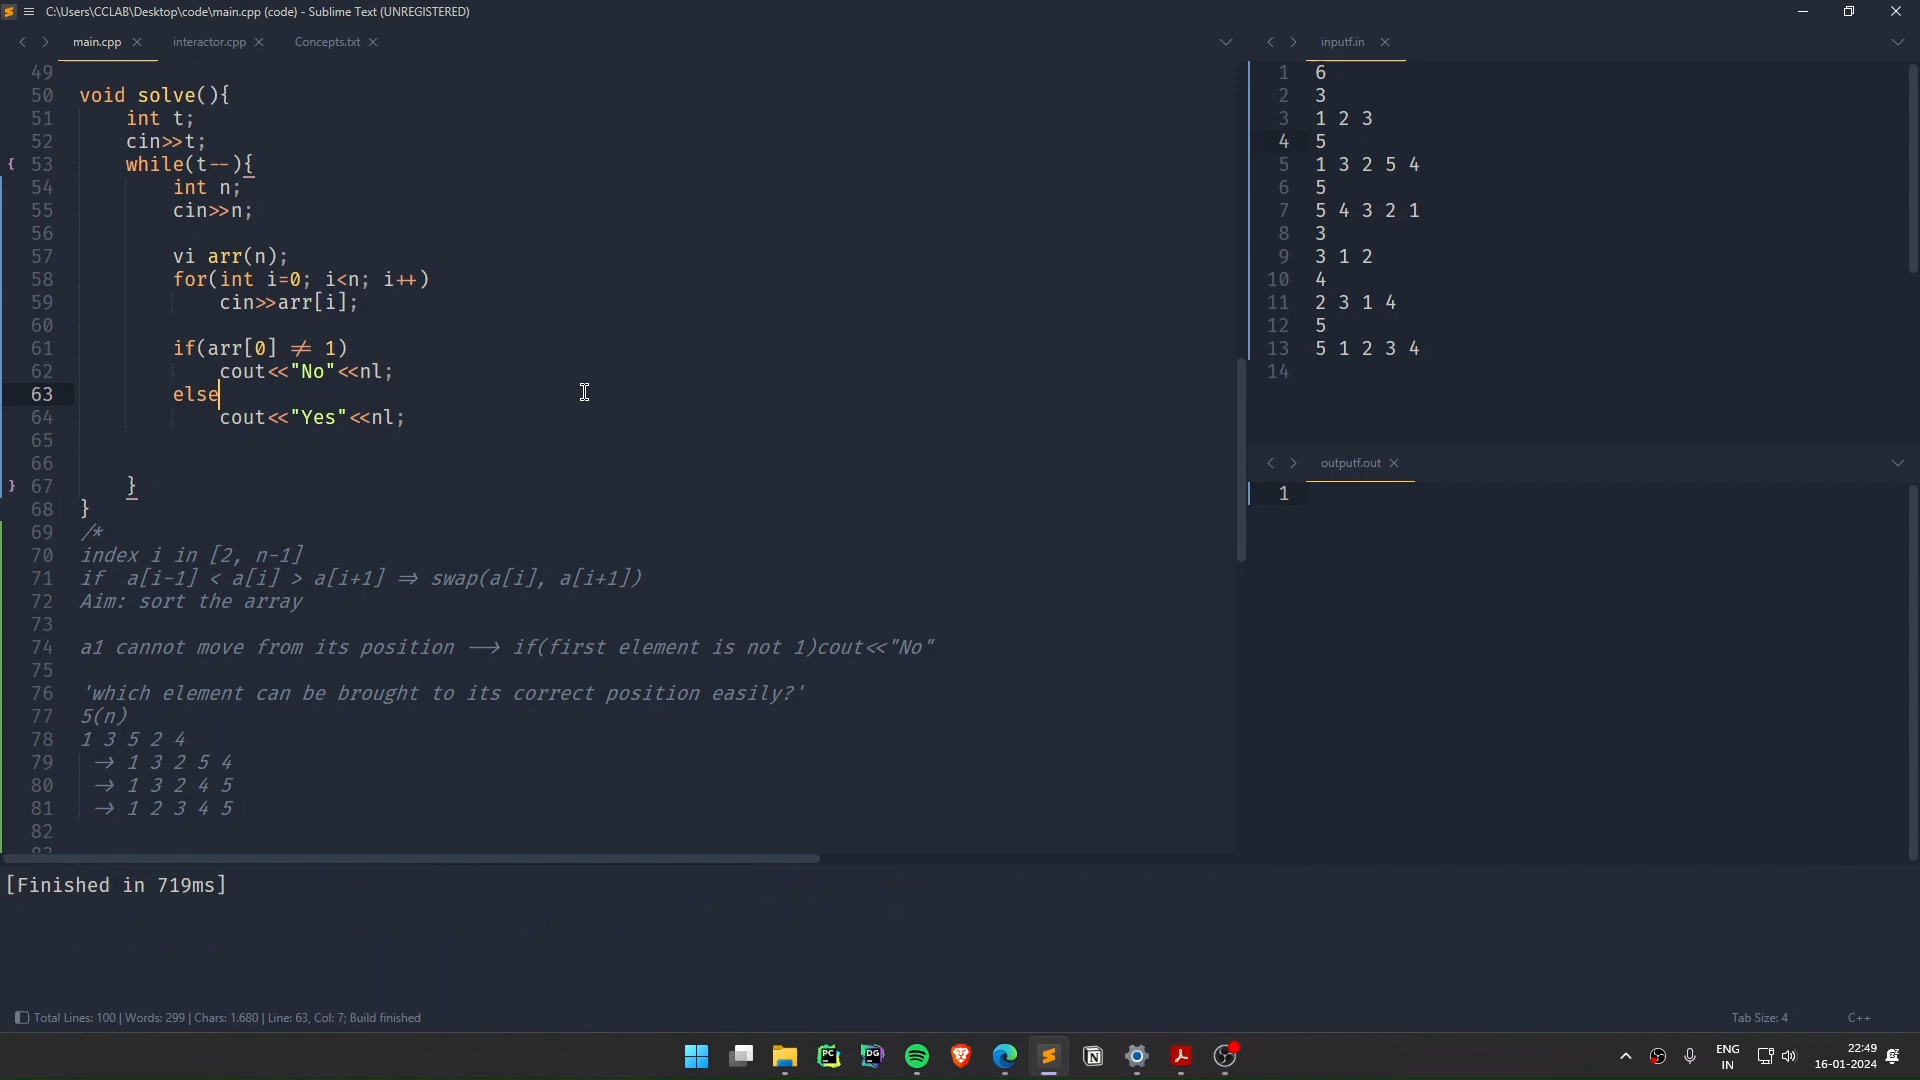 C:\Users\CCLAB\Desktop\code\main.cpp (code) - Sublime Text (UNREGISTERED)
main.cpp
interactor.cpp
Concepts.txt
49
50 void solve(){
51 int t;
52 cin>>t;
53 while(t--){
54 int n;
55 cin>>n;
56
57 vi arr(n);
58 for(int i=0; i<n; i++)
59 cin>>arr[i];
60
61 if(arr[0] != 1)
62 cout<<"No"<<nl;
63 else
64 cout<<"Yes"<<nl;
65
66
67 }
68 }
69 /*
70 index i in [2, n-1]
71 if a[i-1] < a[i] > a[i+1] => swap(a[i], a[i+1])
72 Aim: sort the array
73
74 a1 cannot move from its position --> if(first element is not 1)cout<<"No"
75
76 'which element can be brought to its correct position easily?'
77 5(n)
78 1 3 5 2 4
79 -> 1 3 2 5 4
80 -> 1 3 2 4 5
81 -> 1 2 3 4 5
82
inputf.in
1 6
2 3
3 1 2 3
4 5
5 1 3 2 5 4
6 5
7 5 4 3 2 1
8 3
9 3 1 2
10 4
11 2 3 1 4
12 5
13 5 1 2 3 4
14
outputf.out
1
[Finished in 719ms]
Total Lines: 100 | Words: 299 | Chars: 1.680 | Line: 63, Col: 7; Build finished
Tab Size: 4
C++
PC
DG
ENG
IN
22:49
16-01-2024